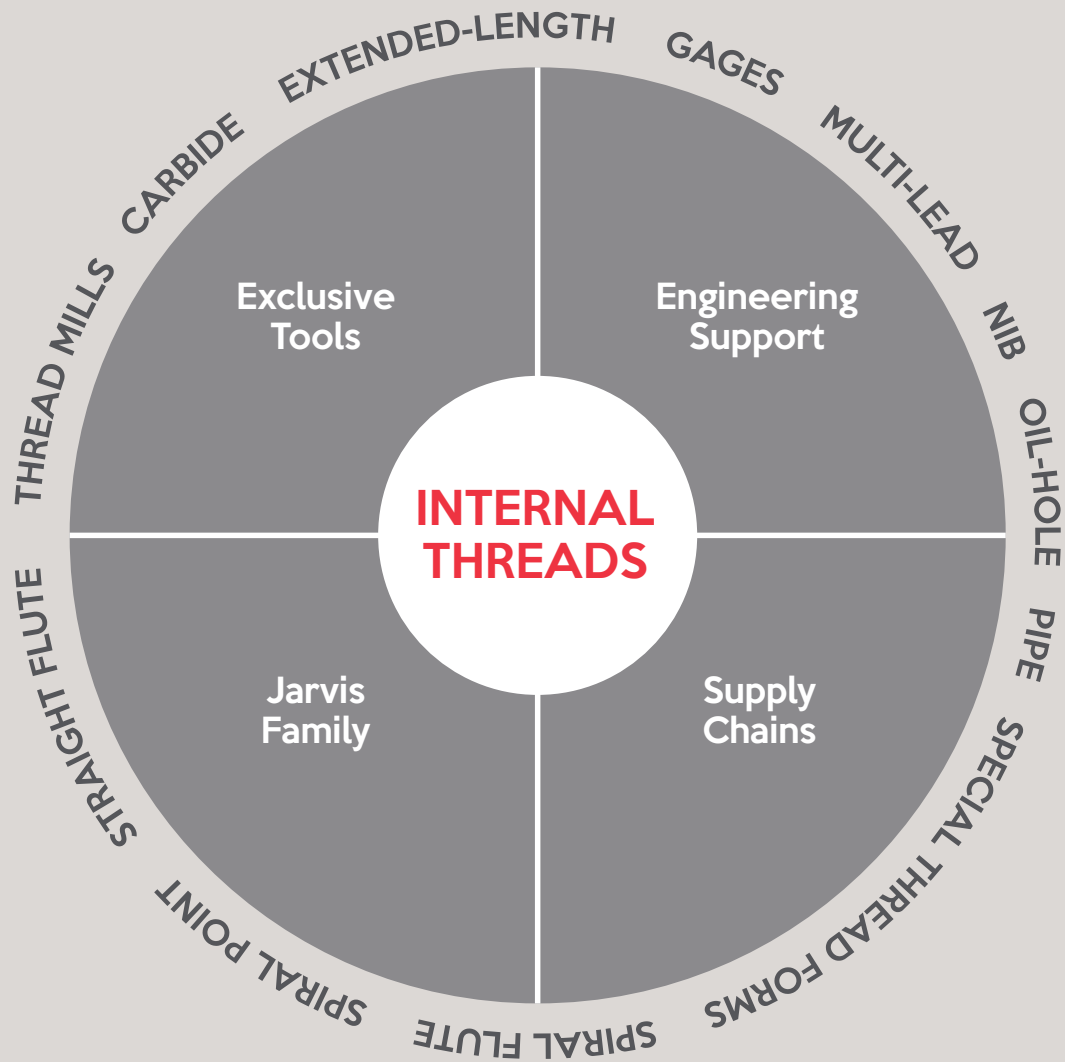 CARBIDE
EXTENDED-LENGTH
GAGES
MULTI-LEAD
NIB
OIL-HOLE
PIPE
SPECIAL THREAD FORMS
SPIRAL FLUTE
SPIRAL POINT
STRAIGHT FLUTE
THREAD MILLS
Exclusive
Tools
Engineering
Support
INTERNAL
THREADS
Jarvis
Family
Supply
Chains